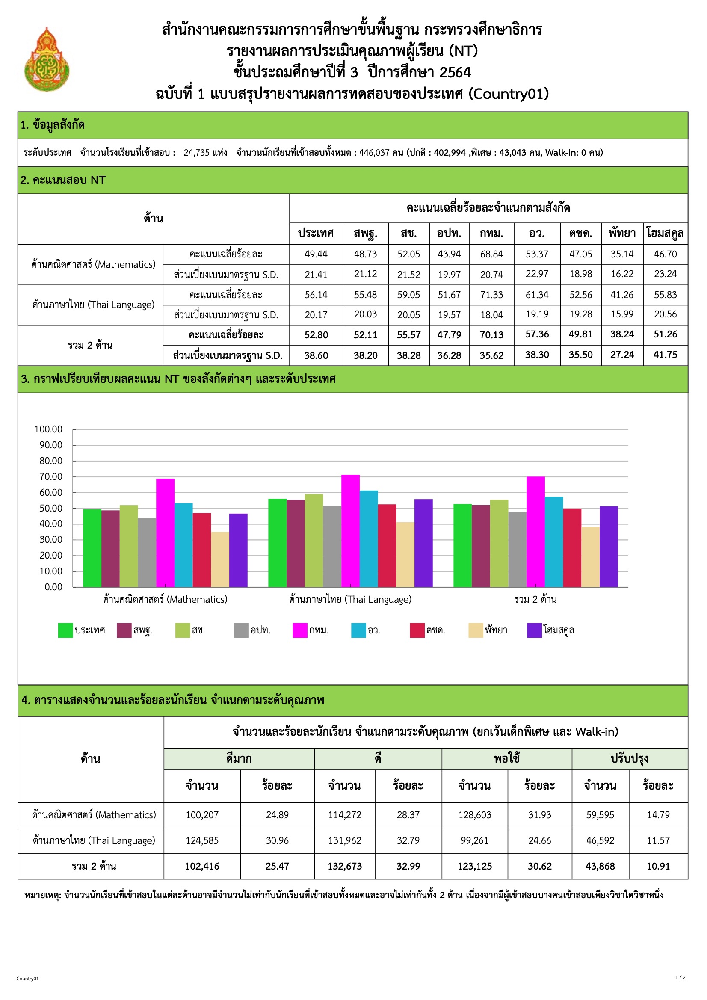 สำนักงานคณะกรรมการการศึกษาขั้นพื้นฐาน กระทรวงศึกษาธิการ
รายงานผลการประเมินคุณภาพผู้เรียน (NT)
ชั้นประถมศึกษาปีที่ 3 ปีการศึกษา 2564
ฉบับที่ 1 แบบสรุปรายงานผลการทดสอบของประเทศ (Country01)
1. ข้อมูลสังกัด
ระดับประเทศ จำนวนโรงเรียนที่เข้าสอบ : 24,735 แห่ง จำนวนนักเรียนที่เข้าสอบทั้งหมด : 446,037 คน (ปกติ : 402,994 ,พิเศษ : 43,043 คน, Walk-in: 0 คน)
2. คะแนนสอบ NT
ด้าน คะแนนเฉลี่ยร้อยละจำแนกตามสังกัด
ประเทศ สพฐ. สช. อปท. กทม. อว. ตชด. พัทยา โฮมสคูล
ด้านคณิตศาสตร์ (Mathematics) คะแนนเฉลี่ยร้อยละ 49.44 48.73 52.05 43.94 68.84 53.37 47.05 35.14 46.70
ส่วนเบี่ยงเบนมาตรฐาน S.D. 21.41 21.12 21.52 19.97 20.74 22.97 18.98 16.22 23.24
ด้านภาษาไทย (Thai Language) คะแนนเฉลี่ยร้อยละ 56.14 55.48 59.05 51.67 71.33 61.34 52.56 41.26 55.83
ส่วนเบี่ยงเบนมาตรฐาน S.D. 20.17 20.03 20.05 19.57 18.04 19.19 19.28 15.99 20.56
รวม 2 ด้าน คะแนนเฉลี่ยร้อยละ 52.80 52.11 55.57 47.79 70.13 57.36 49.81 38.24 51.26
ส่วนเบี่ยงเบนมาตรฐาน S.D. 38.60 38.20 38.28 36.28 35.62 38.30 35.50 27.24 41.75
3. กราฟเปรียบเทียบผลคะแนน NT ของสังกัดต่างๆ และระดับประเทศ
100.00
90.00
80.00
70.00
60.00
50.00
40.00
30.00
20.00
10.00
0.00
ด้านคณิตศาสตร์ (Mathematics) ด้านภาษาไทย (Thai Language) รวม 2 ด้าน
ประเทศ สพฐ. สช. อปท. กทม. อว. ตชด. พัทยา โฮมสคูล
4. ตารางแสดงจำนวนและร้อยละนักเรียน จำแนกตามระดับคุณภาพ
ด้าน จำนวนและร้อยละนักเรียน จำแนกตามระดับคุณภาพ (ยกเว้นเด็กพิเศษ และ Walk-in)
ดีมาก ดี พอใช้ ปรับปรุง
จำนวน ร้อยละ จำนวน ร้อยละ จำนวน ร้อยละ จำนวน ร้อยละ
ด้านคณิตศาสตร์ (Mathematics) 100,207 24.89 114,272 28.37 128,603 31.93 59,595 14.79
ด้านภาษาไทย (Thai Language) 124,585 30.96 131,962 32.79 99,261 24.66 46,592 11.57
รวม 2 ด้าน 102,416 25.47 132,673 32.99 123,125 30.62 43,868 10.91
หมายเหตุ: จำนวนนักเรียนที่เข้าสอบในแต่ละด้านอาจมีจำนวนไม่เท่ากับนักเรียนที่เข้าสอบทั้งหมดและอาจไม่เท่ากันทั้ง 2 ด้าน เนื่องจากมีผู้เข้าสอบบางคนเข้าสอบเพียงวิชาใดวิชาหนึ่ง
Country01 1 / 2